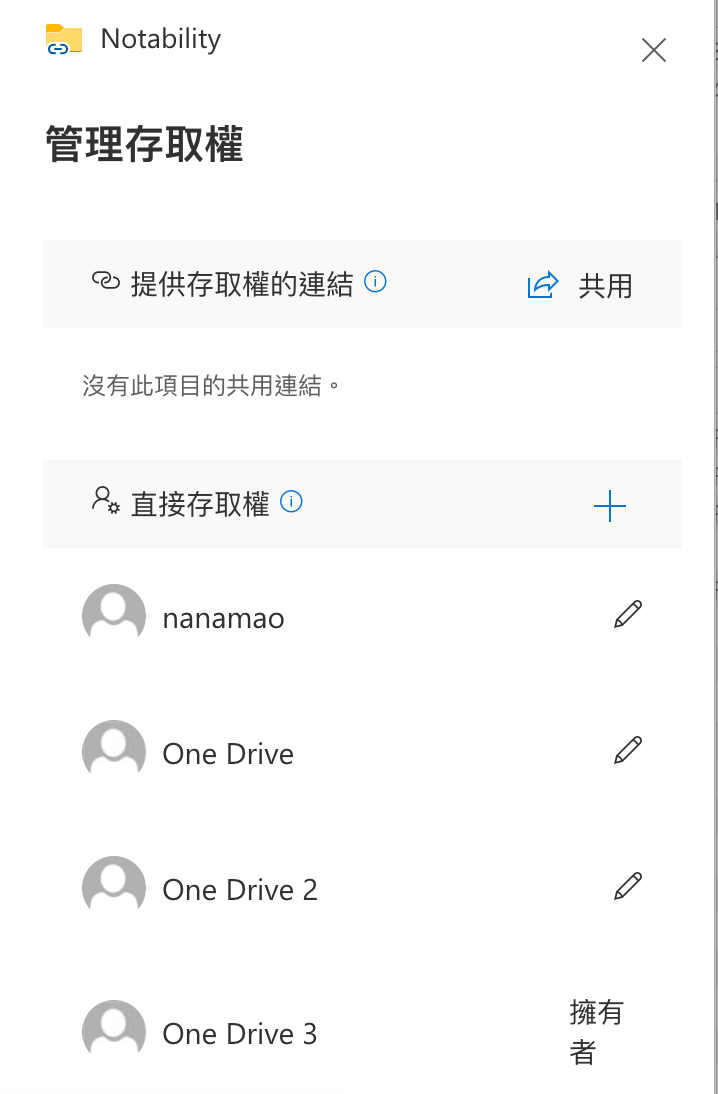 Notability
管理存取權
提供存取權的連結
共用
沒有此項目的共用連結。
直接存取權
nanamao
One Drive
One Drive 2
One Drive 3
擁有
者